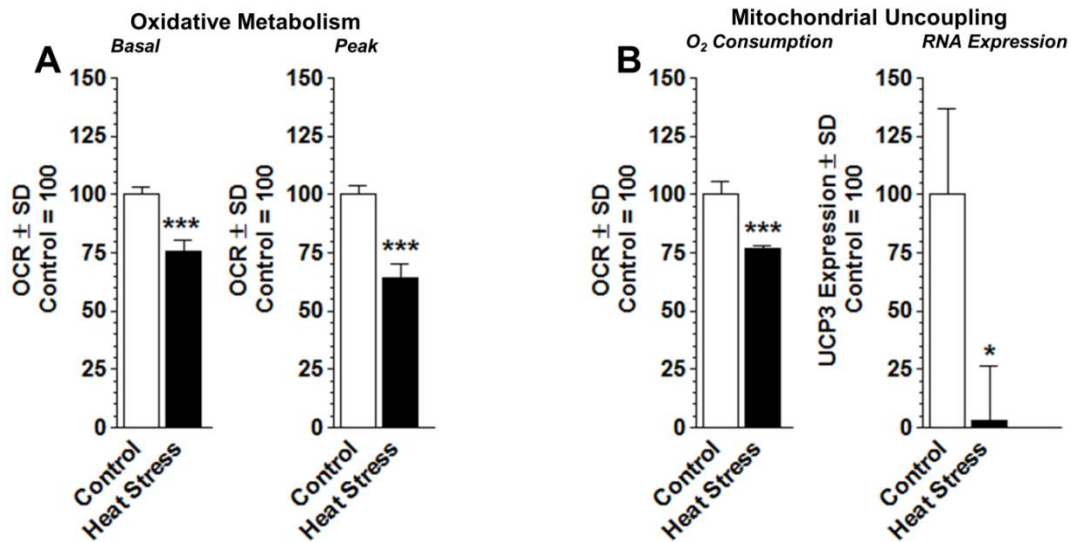 Oxidative Metabolism
Basal
Peak
A
OCR ± SD
Control = 100
150
125
100
75
50
25
0
***
Control
Heat Stress
OCR ± SD
Control = 100
150
125
100
75
50
25
0
***
Control
Heat Stress
Mitochondrial Uncoupling
O₂ Consumption
RNA Expression
B
OCR ± SD
Control = 100
150
125
100
75
50
25
0
***
Control
Heat Stress
UCP3 Expression ± SD
Control = 100
150
125
100
75
50
25
0
*
Control
Heat Stress